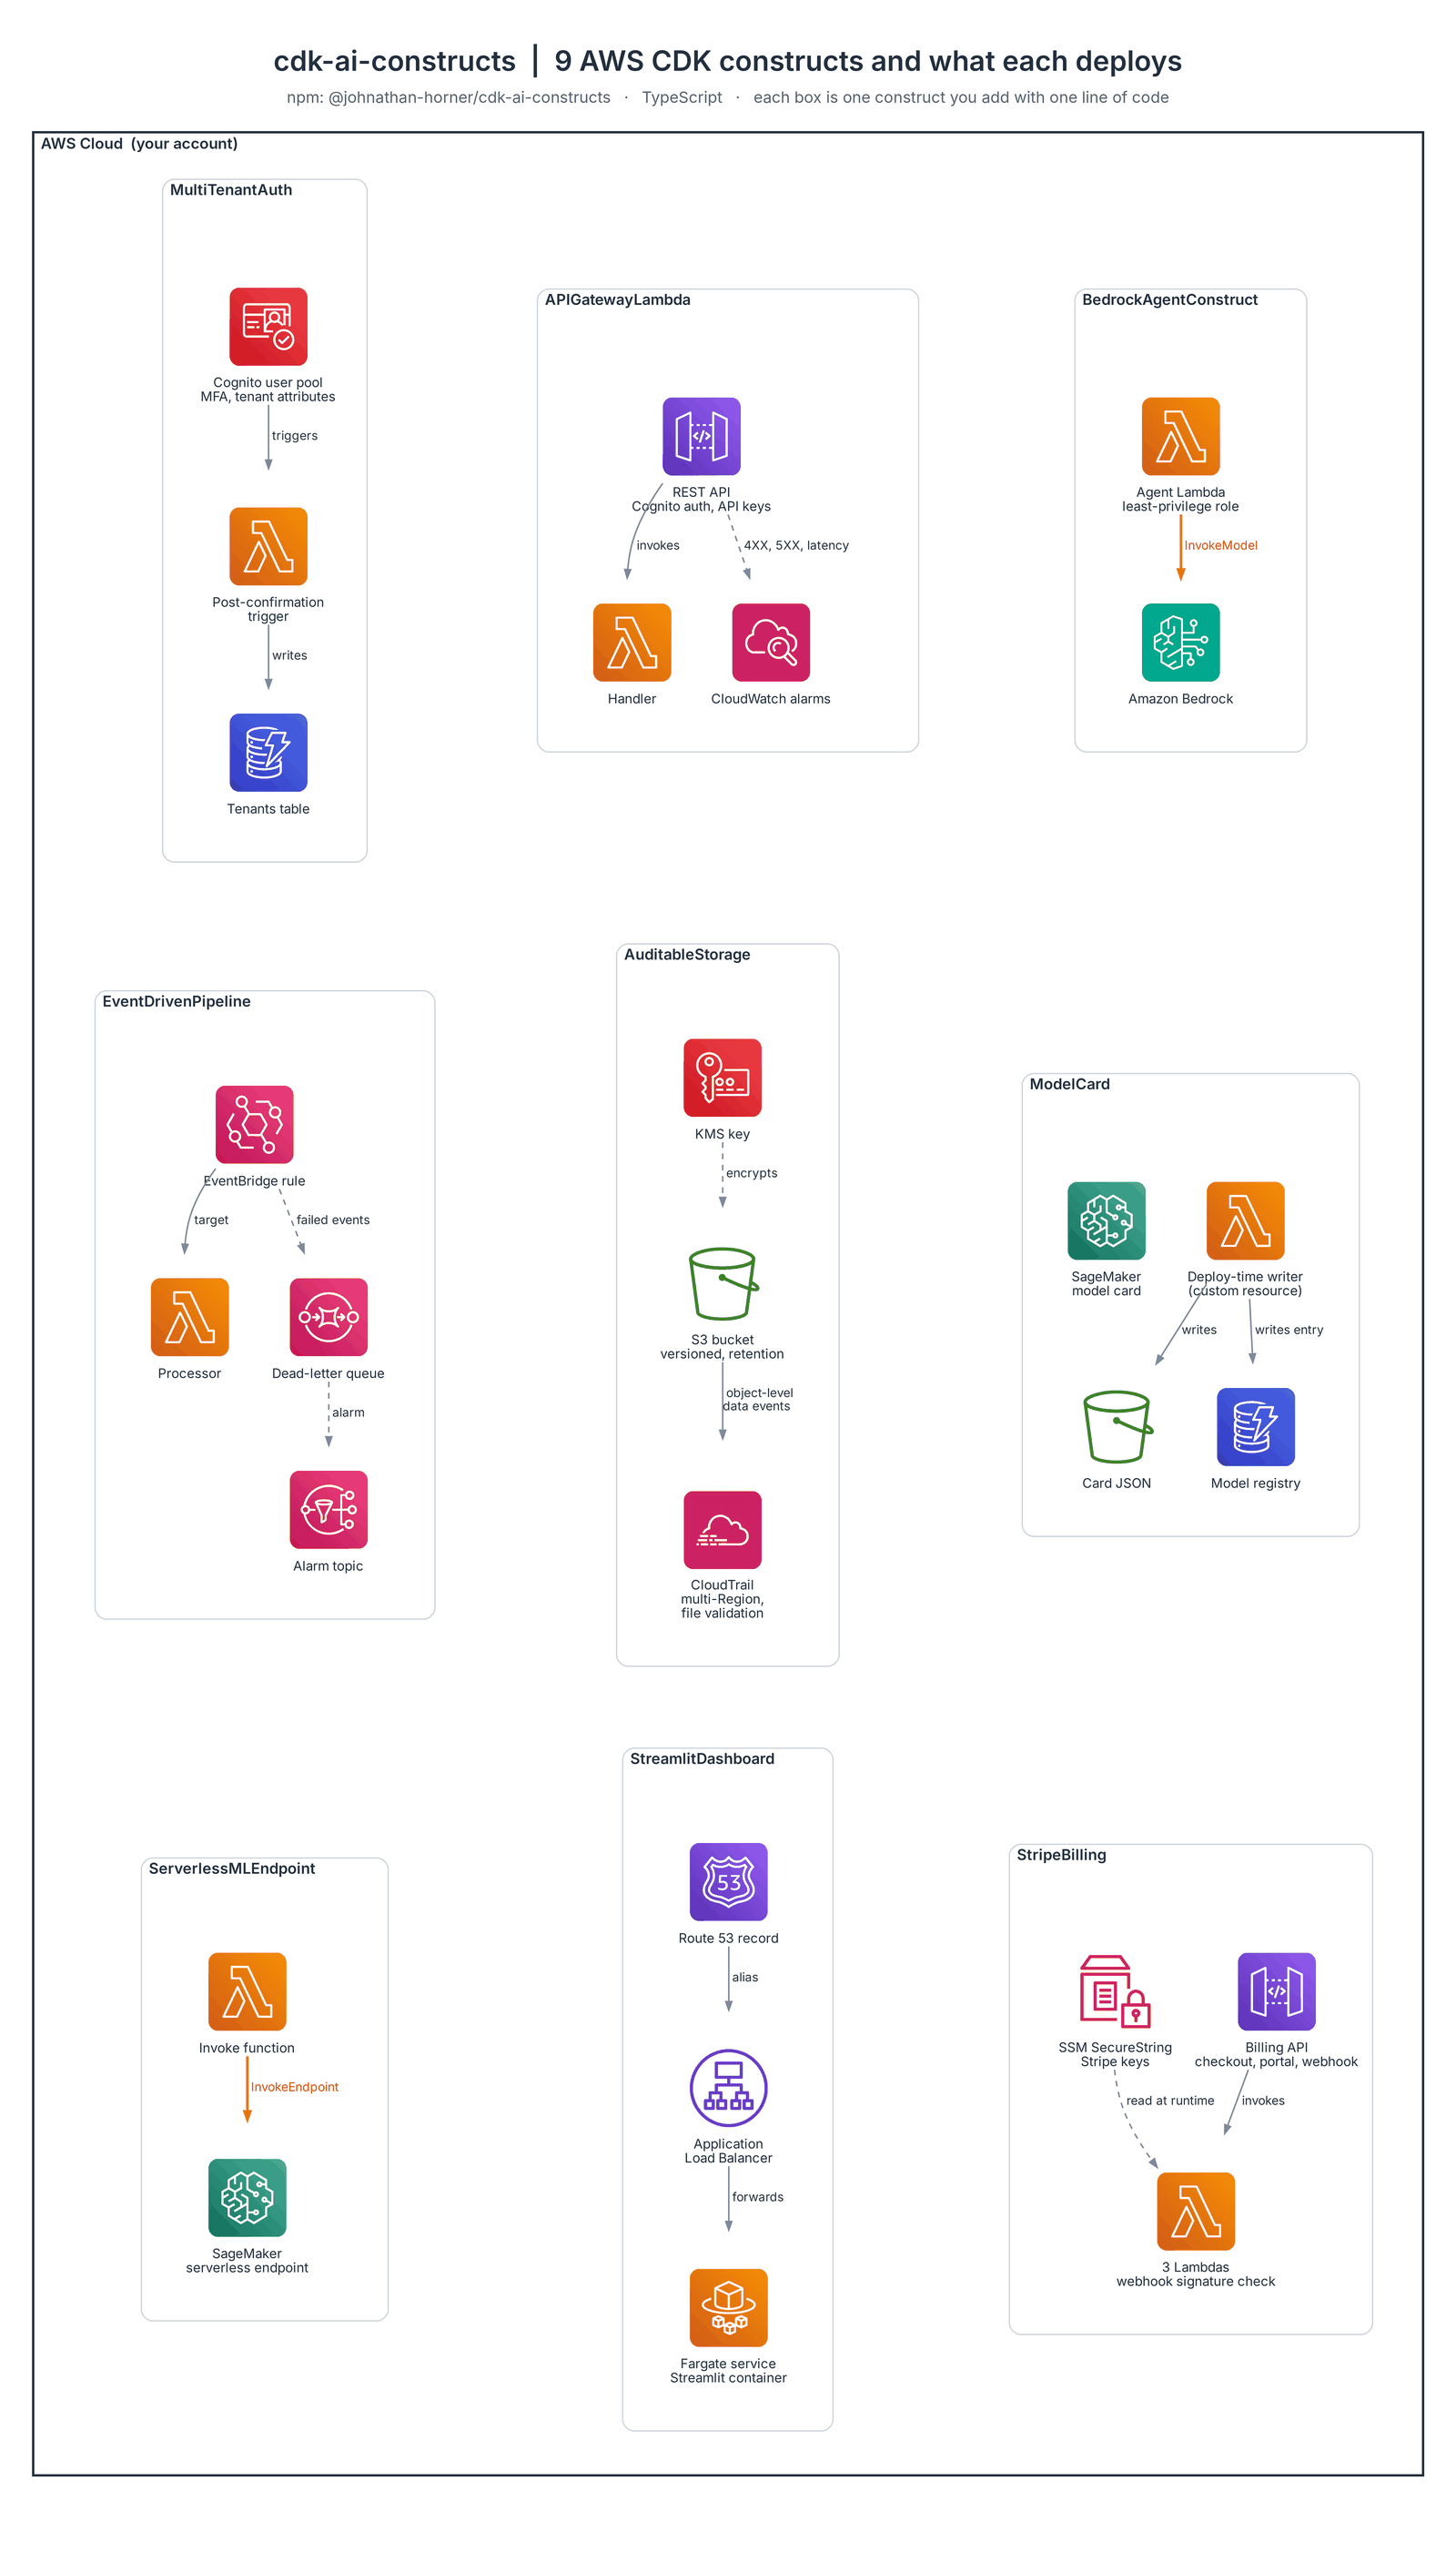 cdk-ai-constructs | 9 AWS CDK constructs and what each deploys
npm: @johnathan-horner/cdk-ai-constructs · TypeScript · each box is one construct you add with one line of code
AWS Cloud (your account)
MultiTenantAuth
Cognito user pool
MFA, tenant attributes
triggers
Post-confirmation
trigger
writes
Tenants table
APIGatewayLambda
REST API
Cognito auth, API keys
invokes
4XX, 5XX, latency
Handler
CloudWatch alarms
BedrockAgentConstruct
Agent Lambda
least-privilege role
InvokeModel
Amazon Bedrock
EventDrivenPipeline
EventBridge rule
target
failed events
Processor
Dead-letter queue
alarm
Alarm topic
AuditableStorage
KMS key
encrypts
S3 bucket
versioned, retention
object-level
data events
CloudTrail
multi-Region,
file validation
ModelCard
SageMaker
model card
Deploy-time writer
(custom resource)
writes
writes entry
Card JSON
Model registry
ServerlessMLEndpoint
Invoke function
InvokeEndpoint
SageMaker
serverless endpoint
StreamlitDashboard
53
Route 53 record
alias
Application
Load Balancer
forwards
Fargate service
Streamlit container
StripeBilling
SSM SecureString
Stripe keys
Billing API
checkout, portal, webhook
read at runtime
invokes
3 Lambdas
webhook signature check